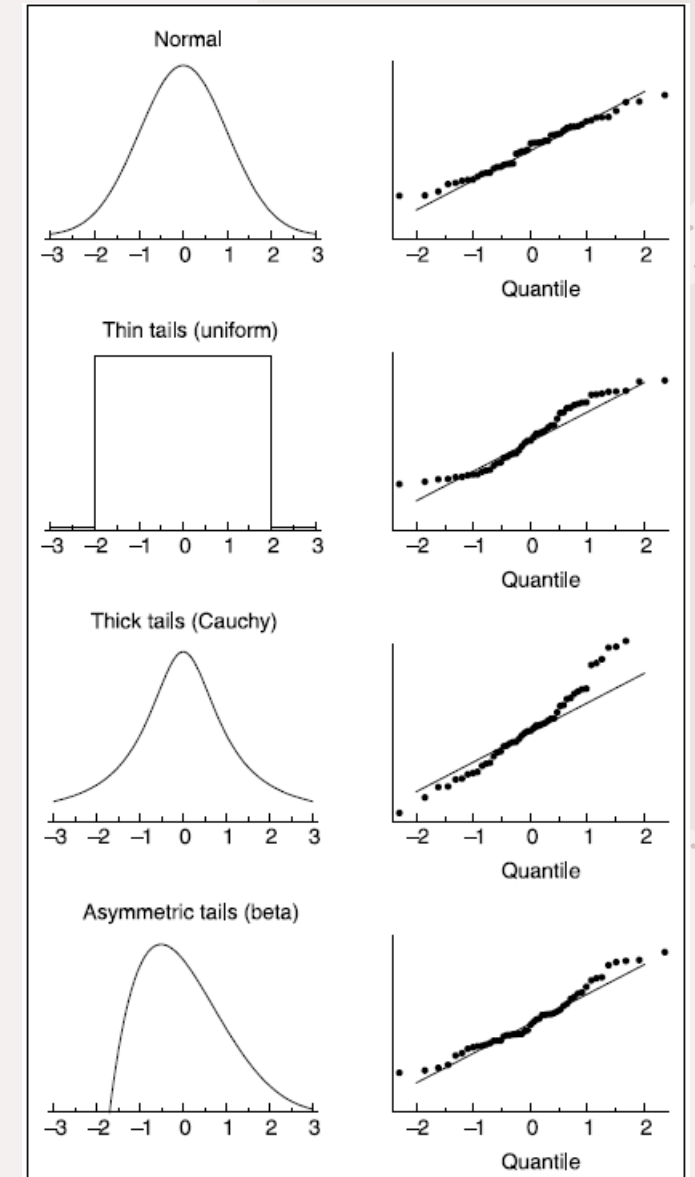 Normal
–3 –2 –1 0 1 2 3
–2 –1 0 1 2
Quantile
Thin tails (uniform)
–3 –2 –1 0 1 2 3
–2 –1 0 1 2
Quantile
Thick tails (Cauchy)
–3 –2 –1 0 1 2 3
–2 –1 0 1 2
Quantile
Asymmetric tails (beta)
–3 –2 –1 0 1 2 3
–2 –1 0 1 2
Quantile